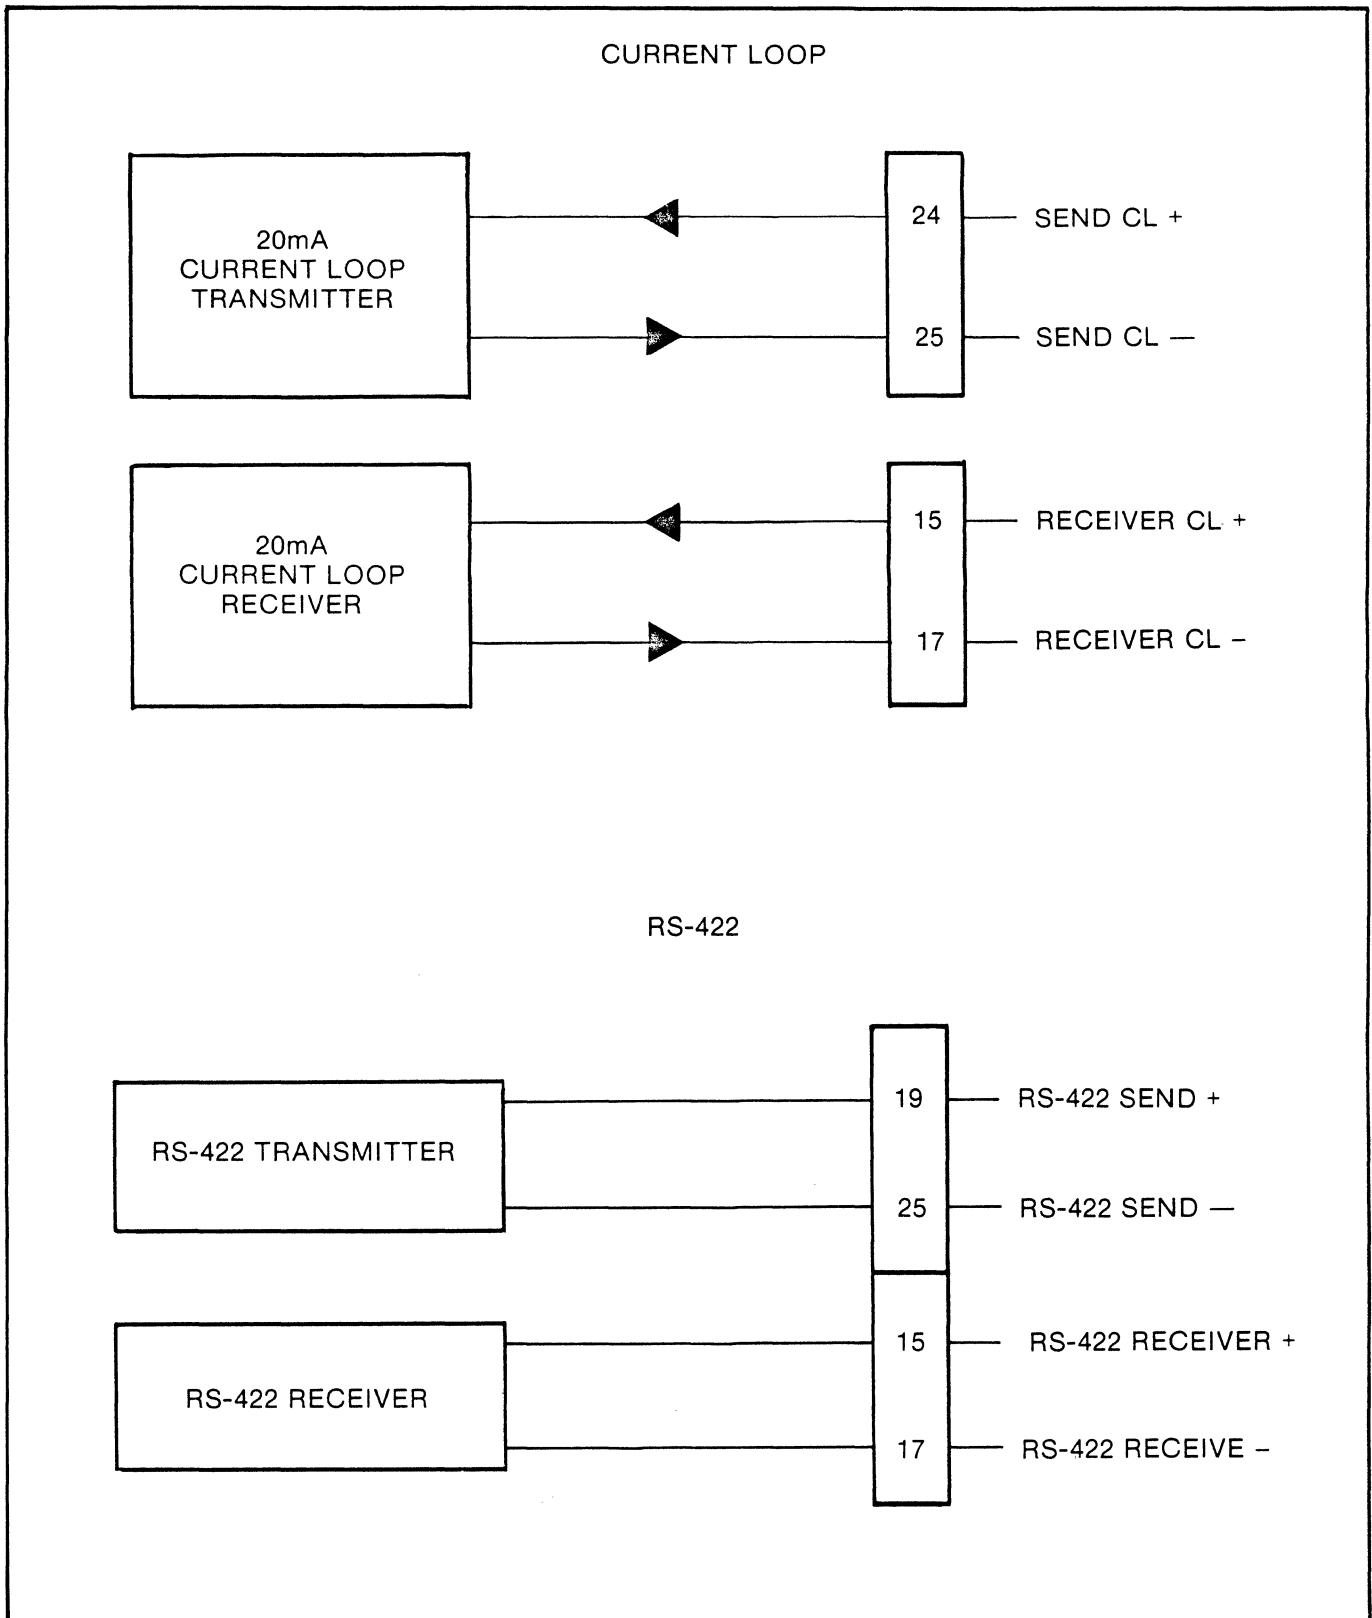 CURRENT LOOP
20mA
CURRENT LOOP
TRANSMITTER
24
SEND CL +
25
SEND CL —
20mA
CURRENT LOOP
RECEIVER
15
RECEIVER CL +
17
RECEIVER CL –
RS-422
RS-422 TRANSMITTER
19
RS-422 SEND +
25
RS-422 SEND —
RS-422 RECEIVER
15
RS-422 RECEIVER +
17
RS-422 RECEIVE –